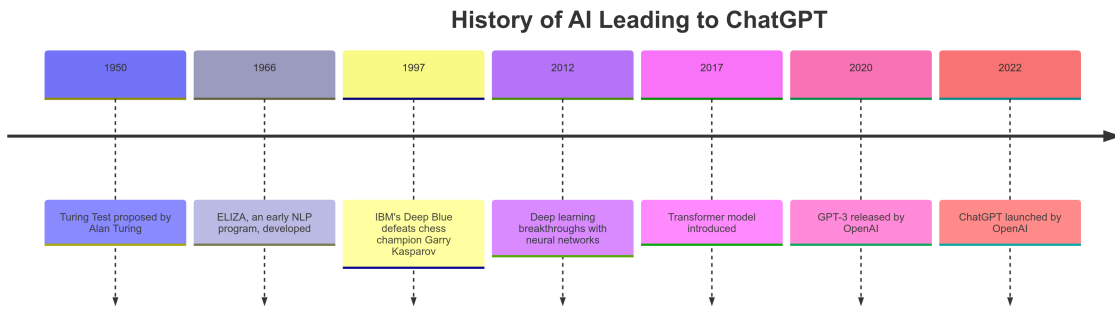 History of AI Leading to ChatGPT
1950
1966
1997
2012
2017
2020
2022
Turing Test proposed by
Alan Turing
ELIZA, an early NLP
program, developed
IBM's Deep Blue
defeats chess
champion Garry
Kasparov
Deep learning
breakthroughs with
neural networks
Transformer model
introduced
GPT-3 released by
OpenAI
ChatGPT launched by
OpenAI